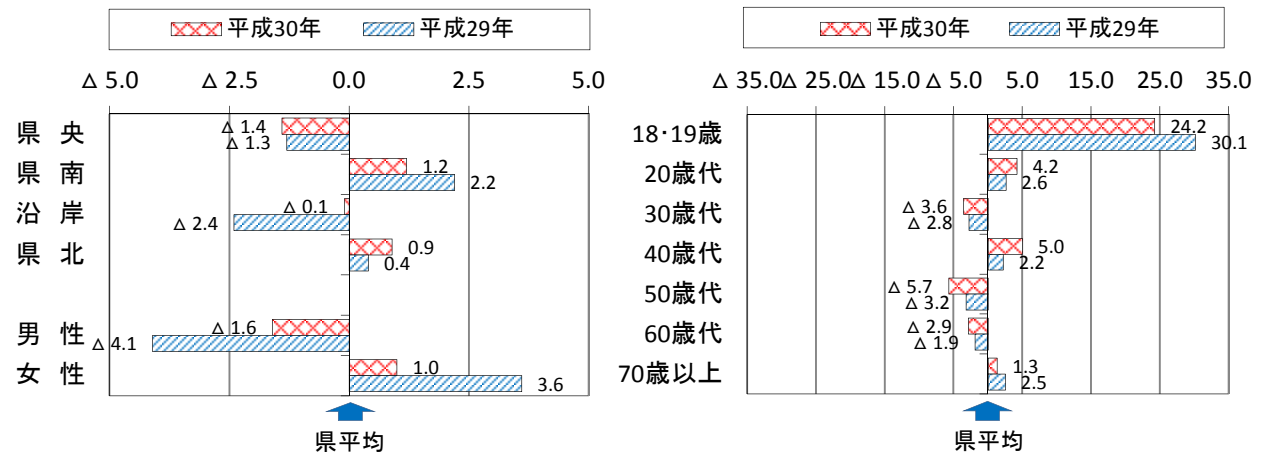 平成30年 平成29年
△ 5.0 △ 2.5 0.0 2.5 5.0
県 央 △ 1.4
△ 1.3
県 南 1.2
2.2
沿 岸 △ 0.1
△ 2.4
県 北 0.9
0.4
男 性 △ 1.6
△ 4.1
女 性 1.0
3.6
県平均
平成30年 平成29年
△ 35.0 △ 25.0 △ 15.0 △ 5.0 5.0 15.0 25.0 35.0
18・19歳 24.2
30.1
20歳代 4.2
2.6
30歳代 △ 3.6
△ 2.8
40歳代 5.0
2.2
50歳代 △ 5.7
△ 3.2
60歳代 △ 2.9
△ 1.9
70歳以上 1.3
2.5
県平均